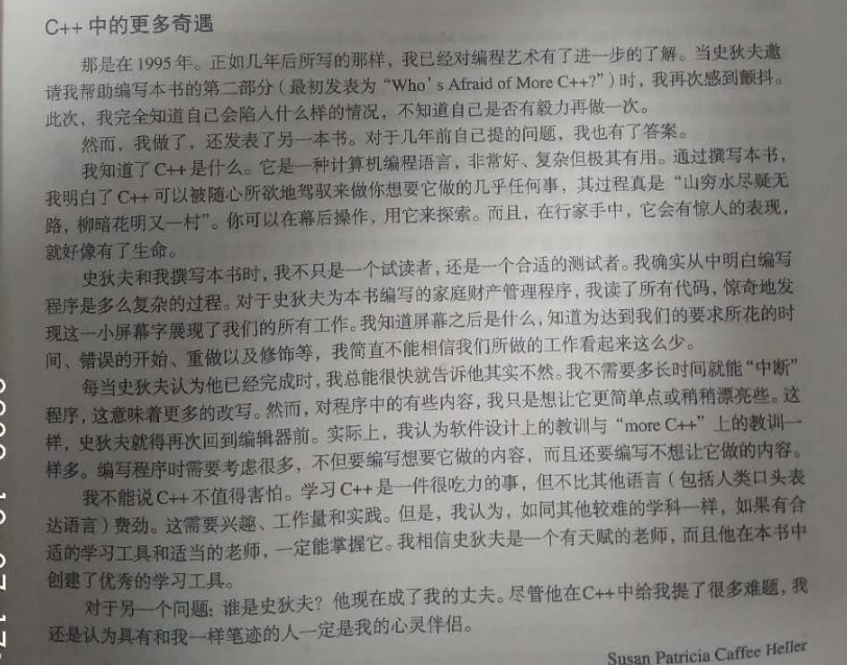 C++ 中的更多奇遇
那是在 1995 年。正如几年后所写的那样，我已经对编程艺术有了进一步的了解。当史狄夫邀
请我帮助编写本书的第二部分（最初发表为“Who's Afraid of More C++?”）时，我再次感到颤抖。
此次，我完全知道自己会陷入什么样的情况，不知道自己是否有毅力再做一次。
然而，我做了，还发表了另一本书。对于几年前自己提的问题，我也有了答案。
我知道了 C++ 是什么。它是一种计算机编程语言，非常好、复杂但极其有用。通过撰写本书，
我明白了 C++ 可以被随心所欲地驾驭来做你想要它做的几乎任何事，其过程真是“山穷水尽疑无
路，柳暗花明又一村”。你可以在幕后操作，用它来探索。而且，在行家手中，它会有惊人的表现，
就好像有了生命。
史狄夫和我撰写本书时，我不只是一个试读者，还是一个合适的测试者。我确实从中明白编写
程序是多么复杂的过程。对于史狄夫为本书编写的家庭财产管理程序，我读了所有代码，惊奇地发
现这一小屏幕字展现了我们的所有工作。我知道屏幕之后是什么，知道为达到我们的要求所花的时
间、错误的开始、重做以及修饰等，我简直不能相信我们所做的工作看起来这么少。
每当史狄夫认为他已经完成时，我总能很快就告诉他其实不然。我不需要多长时间就能“中断”
程序，这意味着更多的改写。然而，对程序中的有些内容，我只是想让它更简单点或稍稍漂亮些。这
样，史狄夫就得再次回到编辑器前。实际上，我认为软件设计上的教训与“more C++”上的教训一
样多。编写程序时需要考虑很多，不但要编写想要它做的内容，而且还要编写不想让它做的内容。
我不能说 C++ 不值得害怕。学习 C++ 是一件很吃力的事，但不比其他语言（包括人类口头表
达语言）费劲。这需要兴趣、工作量和实践。但是，我认为，如同其他较难的学科一样，如果有合
适的学习工具和适当的老师，一定能掌握它。我相信史狄夫是一个有天赋的老师，而且他在本书中
创建了优秀的学习工具。
对于另一个问题：谁是史狄夫？他现在成了我的丈夫。尽管他在C++中给我提了很多难题，我
还是认为具有和我一样笔迹的人一定是我的心灵伴侣。
Susan Patricia Caffee Heller